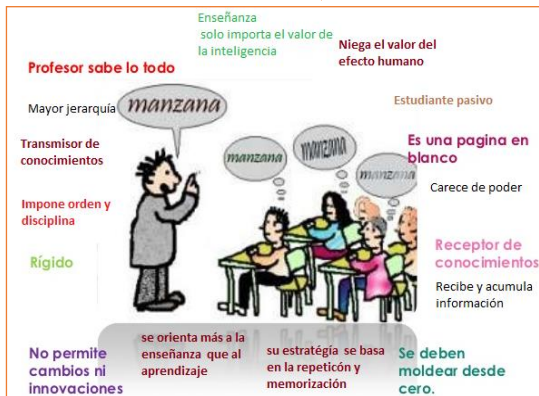 Enseñanza
solo importa el valor de
la inteligencia
Niega el valor del
efecto humano
Profesor sabe lo todo
Estudiante pasivo
Mayor jerarquía
manzana
Transmisor de
conocimientos
manzana
manzana
manzana
Es una pagina en
blanco
Carece de poder
Impone orden y
disciplina
Rígido
Receptor de
conocimientos
Recibe y acumula
información
No permite
cambios ni
innovaciones
se orienta más a la
enseñanza que al
aprendizaje
su estratégía se basa
en la repeticón y
memorización
Se deben
moldear desde
cero.